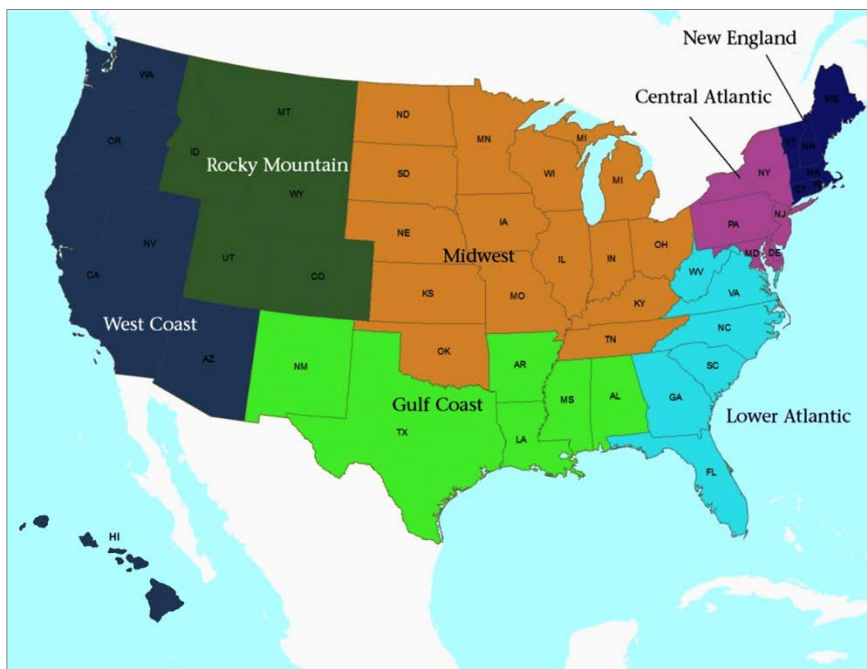 New England
Central Atlantic
WA
MT
ND
MN
MI
ME
VT
NH
OR
ID
Rocky Mountain
SD
WI
MI
NY
MA
CT
RI
WY
IA
PA
NJ
NV
NE
Midwest
OH
MD
DE
UT
CO
IL
IN
WV
VA
CA
KS
MO
KY
West Coast
NC
TN
AZ
NM
OK
AR
SC
Gulf Coast
MS
AL
GA
Lower Atlantic
TX
LA
FL
HI